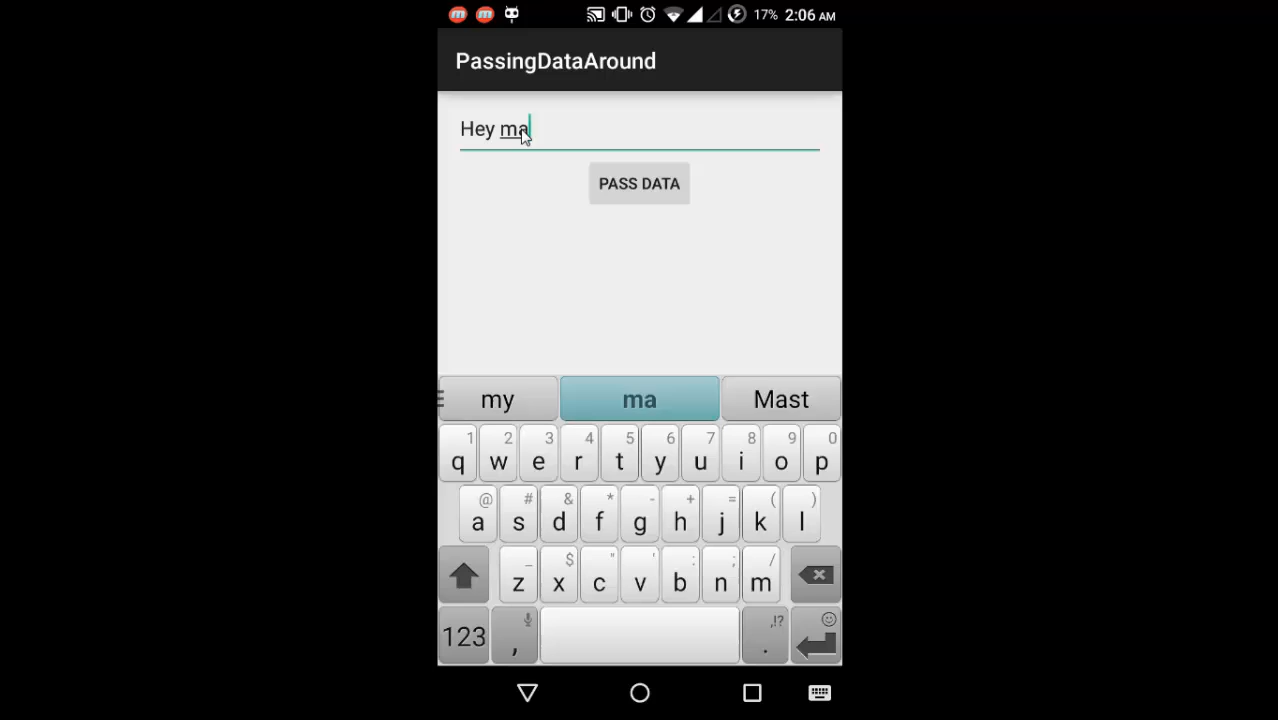 17% 2:06 AM
PassingDataAround
Hey ma
PASS DATA
my ma Mast
1 2 3 4 5 6 7 8 9 0
q w e r t y u i o p
@ # & * - + = ( )
a s d f g h j k l
_ $ " ' : ; /
z x c v b n m
,!?
123 , .